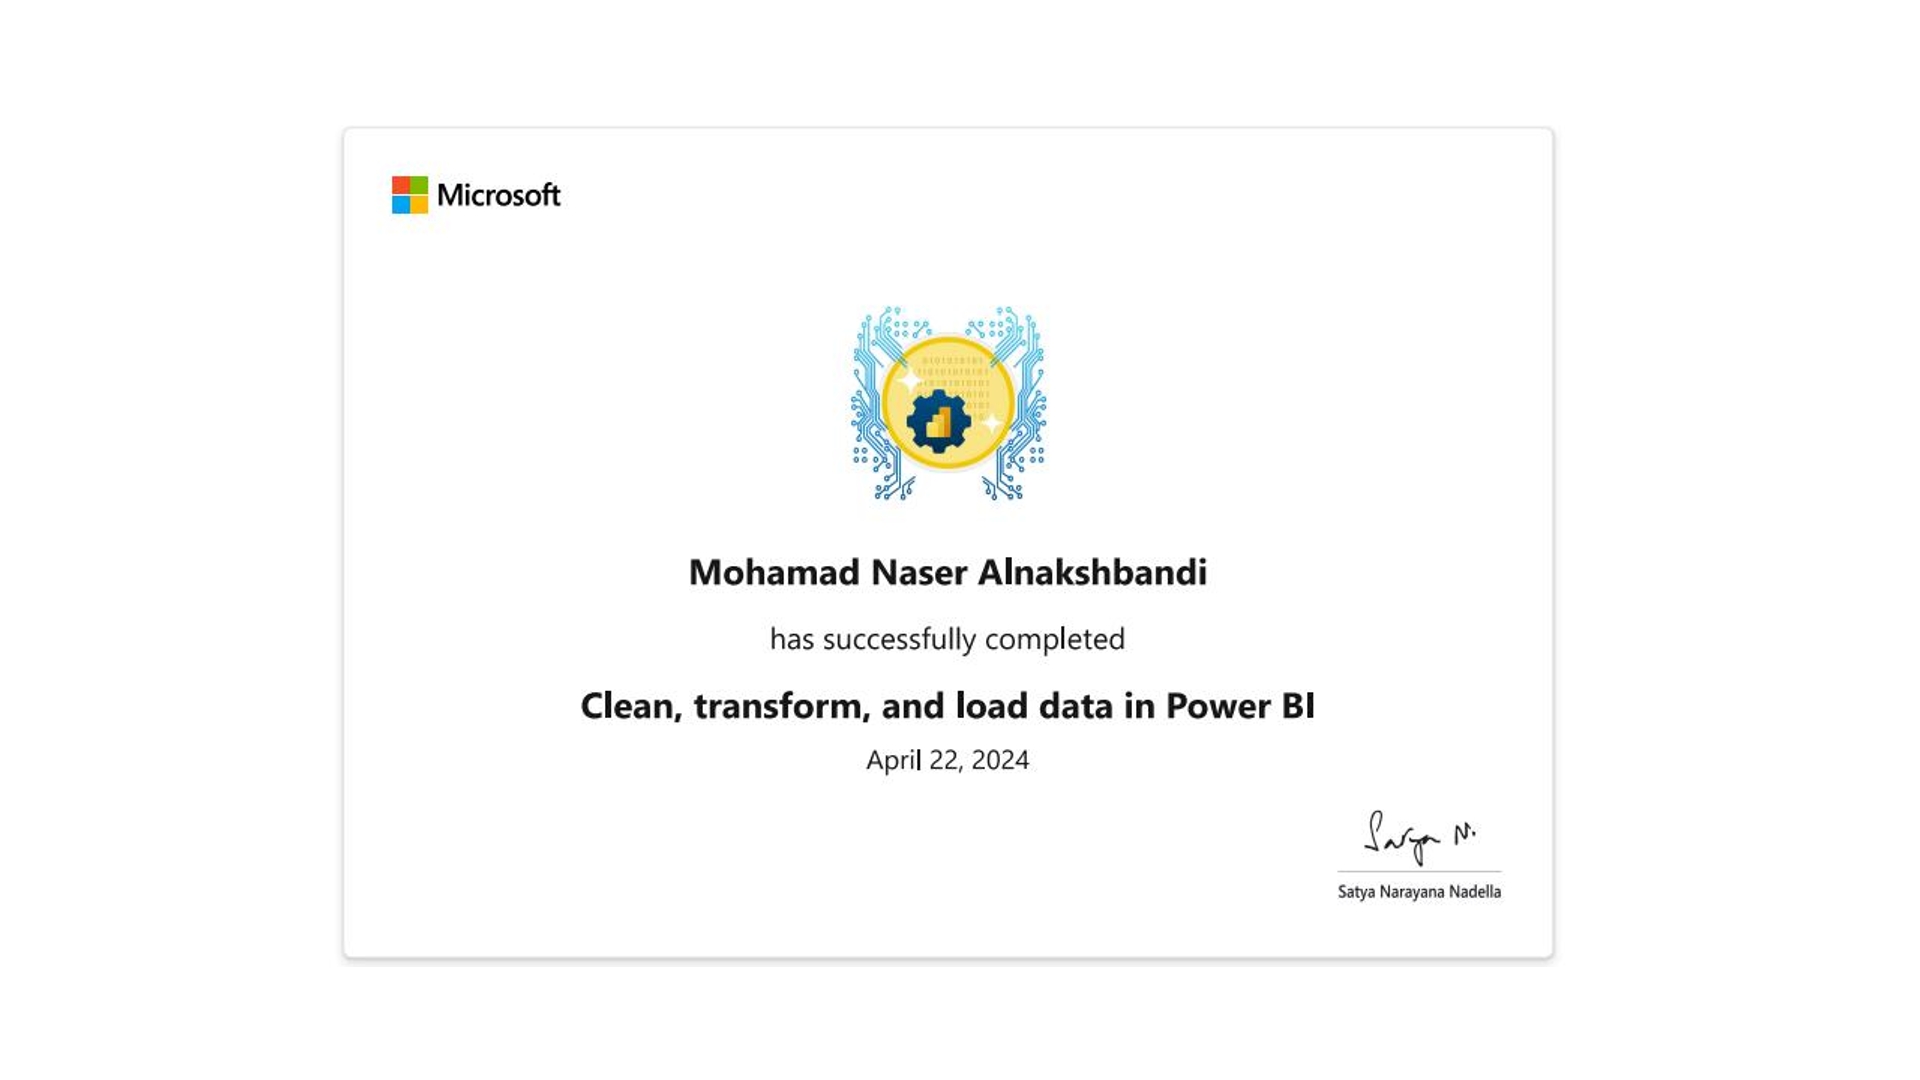 Microsoft
Mohamad Naser Alnakshbandi
has successfully completed
Clean, transform, and load data in Power BI
April 22, 2024
Satya N.
Satya Narayana Nadella